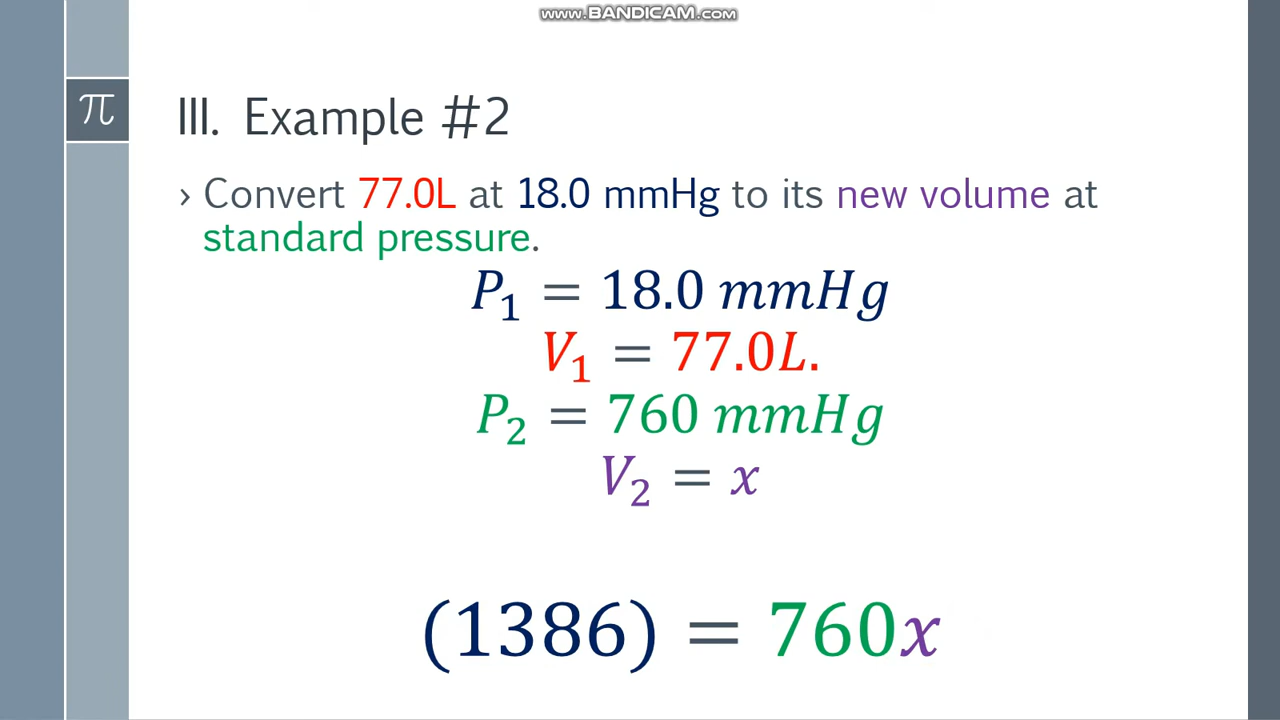 www.BANDICAM.com
π
III. Example #2
› Convert 77.0L at 18.0 mmHg to its new volume at
standard pressure.
P₁ = 18.0 mmHg
V₁ = 77.0L.
P₂ = 760 mmHg
V₂ = x
(1386) = 760x